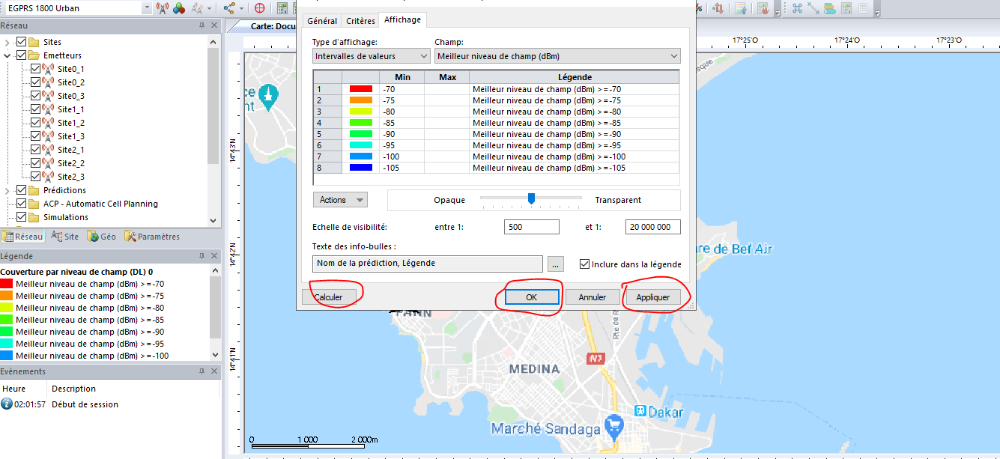 EGPRS 1800 Urban
Réseau
Sites
Emetteurs
Site0_1
Site0_2
Site0_3
Site1_1
Site1_2
Site1_3
Site2_1
Site2_2
Site2_3
Prédictions
ACP - Automatic Cell Planning
Simulations
Réseau Site Géo Paramètres
Légende
Couverture par niveau de champ (DL) 0
Meilleur niveau de champ (dBm) >=-70
Meilleur niveau de champ (dBm) >=-75
Meilleur niveau de champ (dBm) >=-80
Meilleur niveau de champ (dBm) >=-85
Meilleur niveau de champ (dBm) >=-90
Meilleur niveau de champ (dBm) >=-95
Meilleur niveau de champ (dBm) >=-100
Evènements
Heure Description
02:01:57 Début de session
Carte: Docu
Général Critères Affichage
Type d'affichage: Champ:
Intervalles de valeurs Meilleur niveau de champ (dBm)
Min Max Légende
1 -70 Meilleur niveau de champ (dBm) >=-70
2 -75 Meilleur niveau de champ (dBm) >=-75
3 -80 Meilleur niveau de champ (dBm) >=-80
4 -85 Meilleur niveau de champ (dBm) >=-85
5 -90 Meilleur niveau de champ (dBm) >=-90
6 -95 Meilleur niveau de champ (dBm) >=-95
7 -100 Meilleur niveau de champ (dBm) >=-100
8 -105 Meilleur niveau de champ (dBm) >=-105
Actions Opaque Transparent
Echelle de visibilité: entre 1: 500 et 1: 20 000 000
Texte des info-bulles :
Nom de la prédiction, Légende ... Inclure dans la légende
Calculer OK Annuler Appliquer
17°25'O 17°24'O 17°23'O
14°43'N
14°42'N
14°41'N
ure de Bel Air
FANN
Rte de
N1
MEDINA
Dakar
Marché Sandaga
0 1 000 2 000m